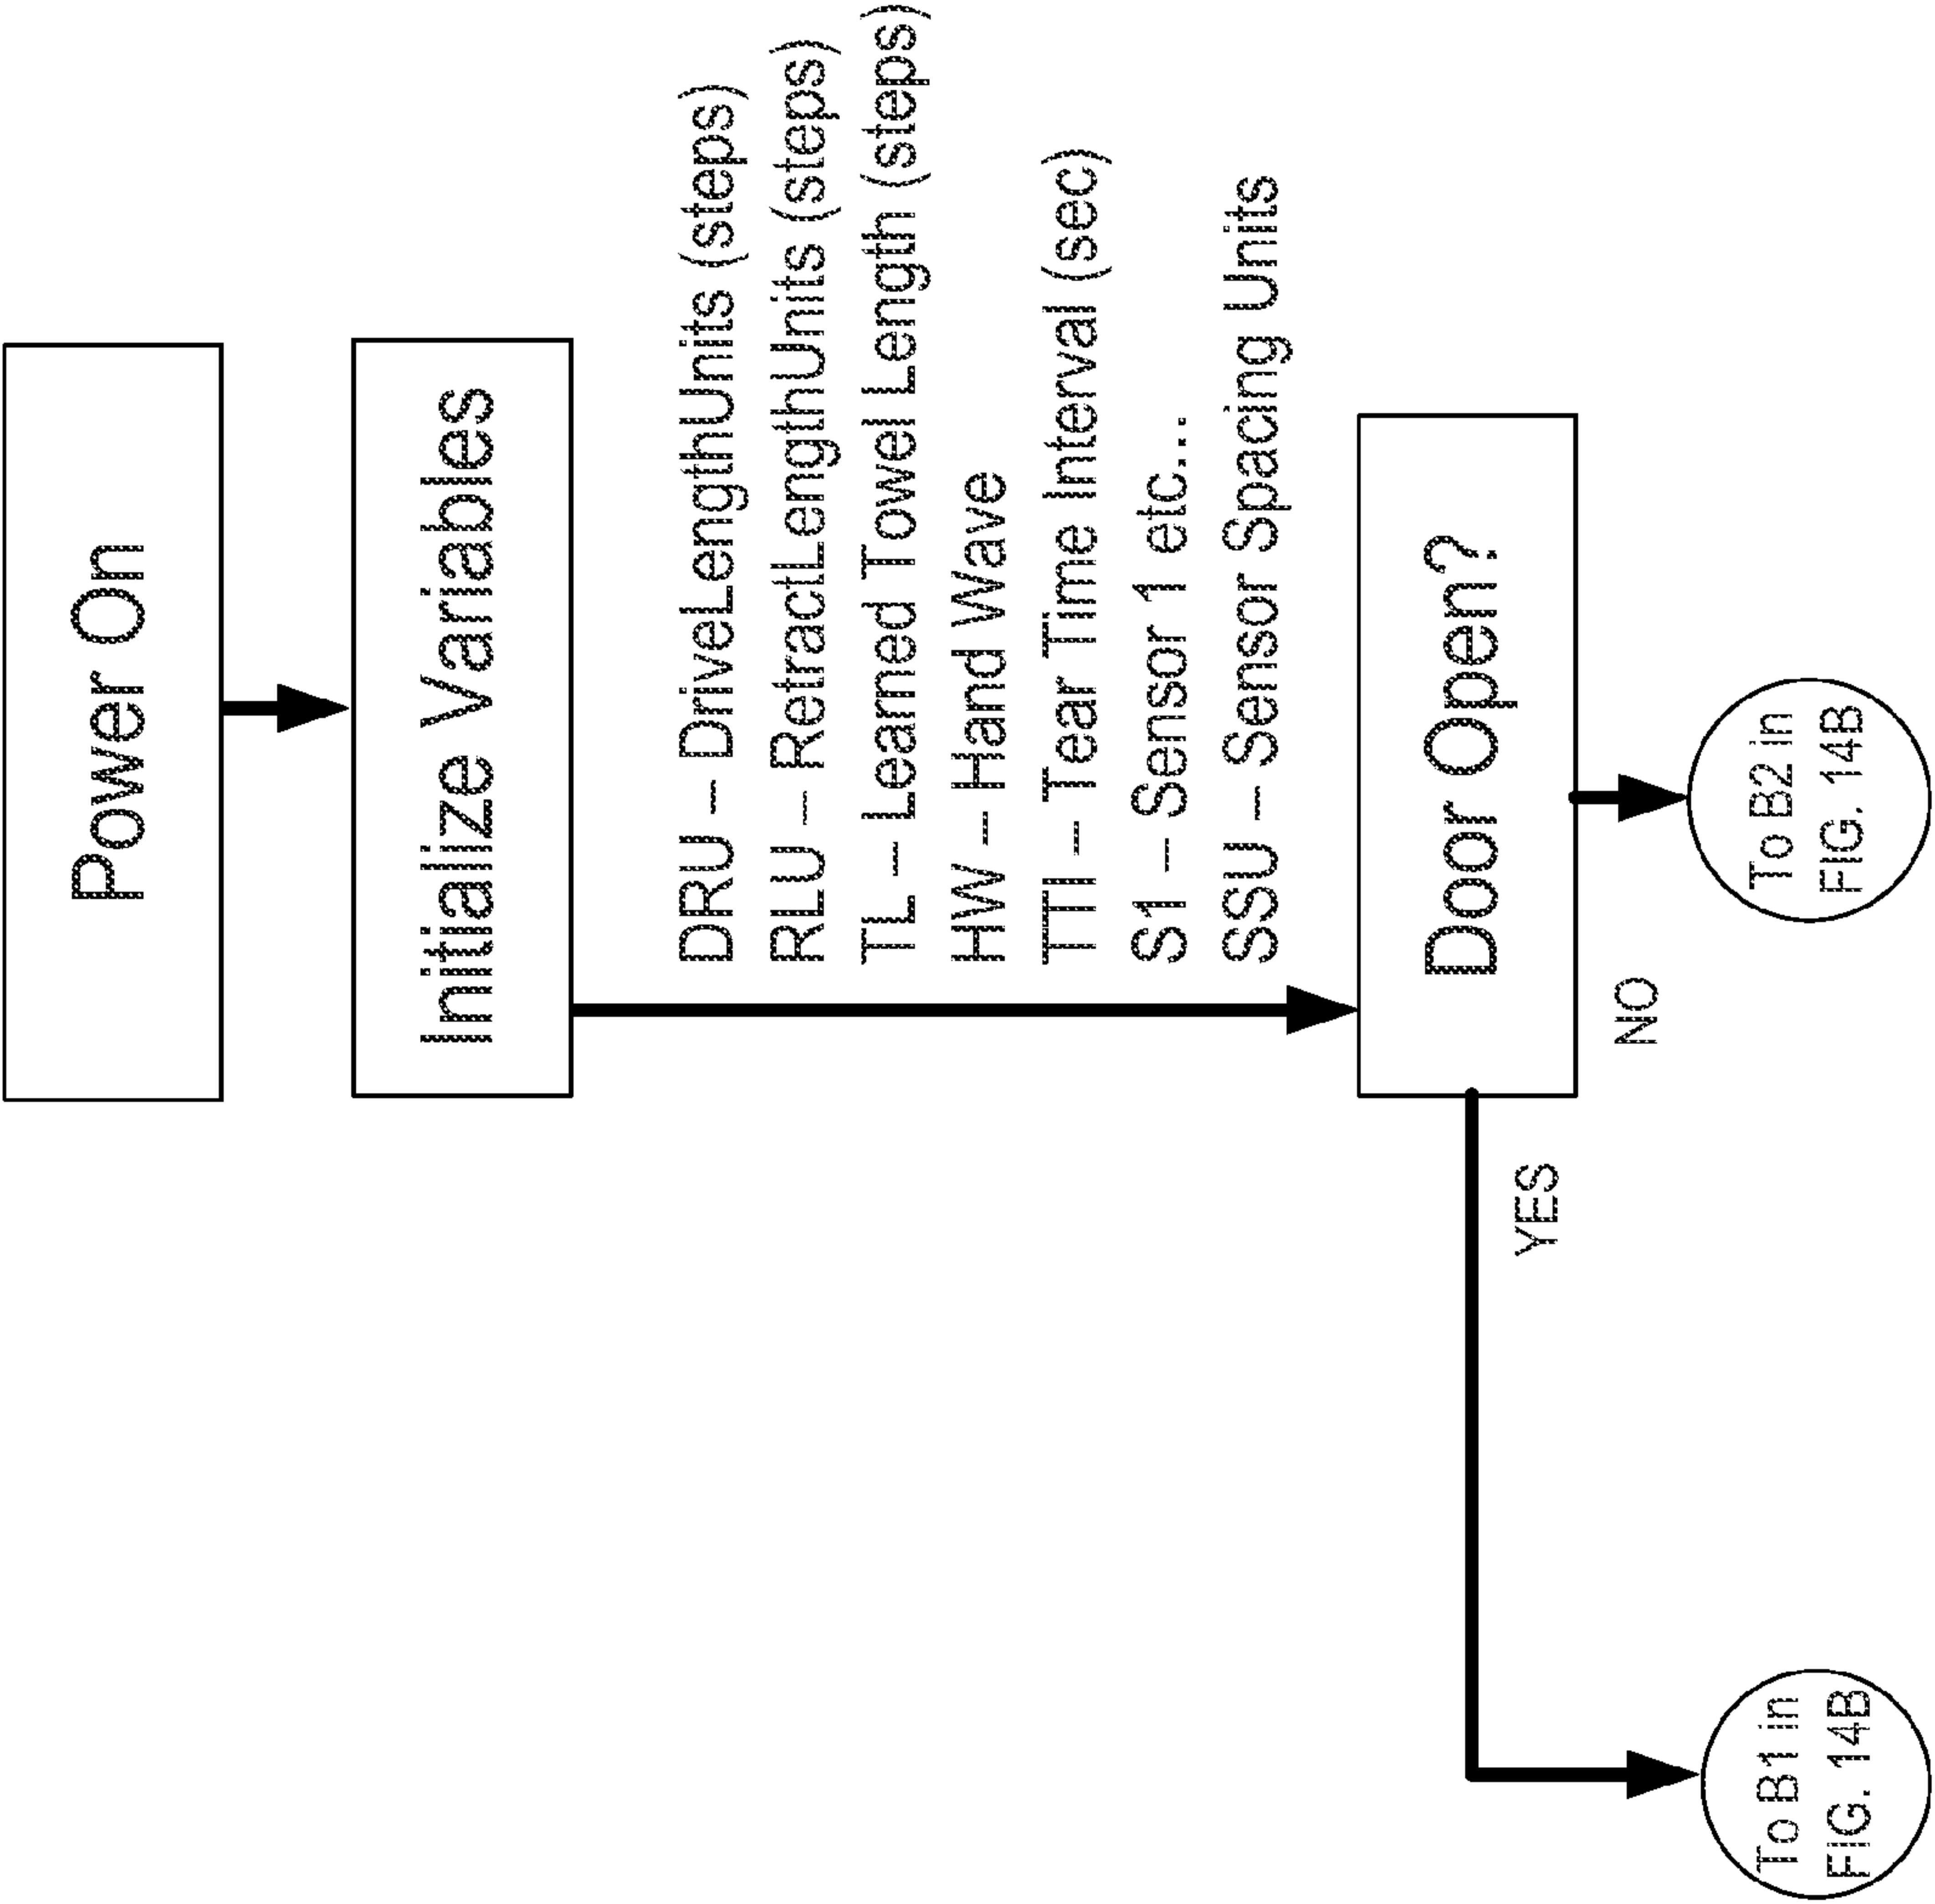 Power On
Initialize Variables
DRU – DriveLengthUnits (steps)
RLU – RetractLengthUnits (steps)
TL – Learned Towel Length (steps)
HW – Hand Wave
TTI – Tear Time Interval (sec)
S1 – Sensor 1 etc...
SSU – Sensor Spacing Units
Door Open?
YES
NO
To B1 in
FIG. 14B
To B2 in
FIG. 14B